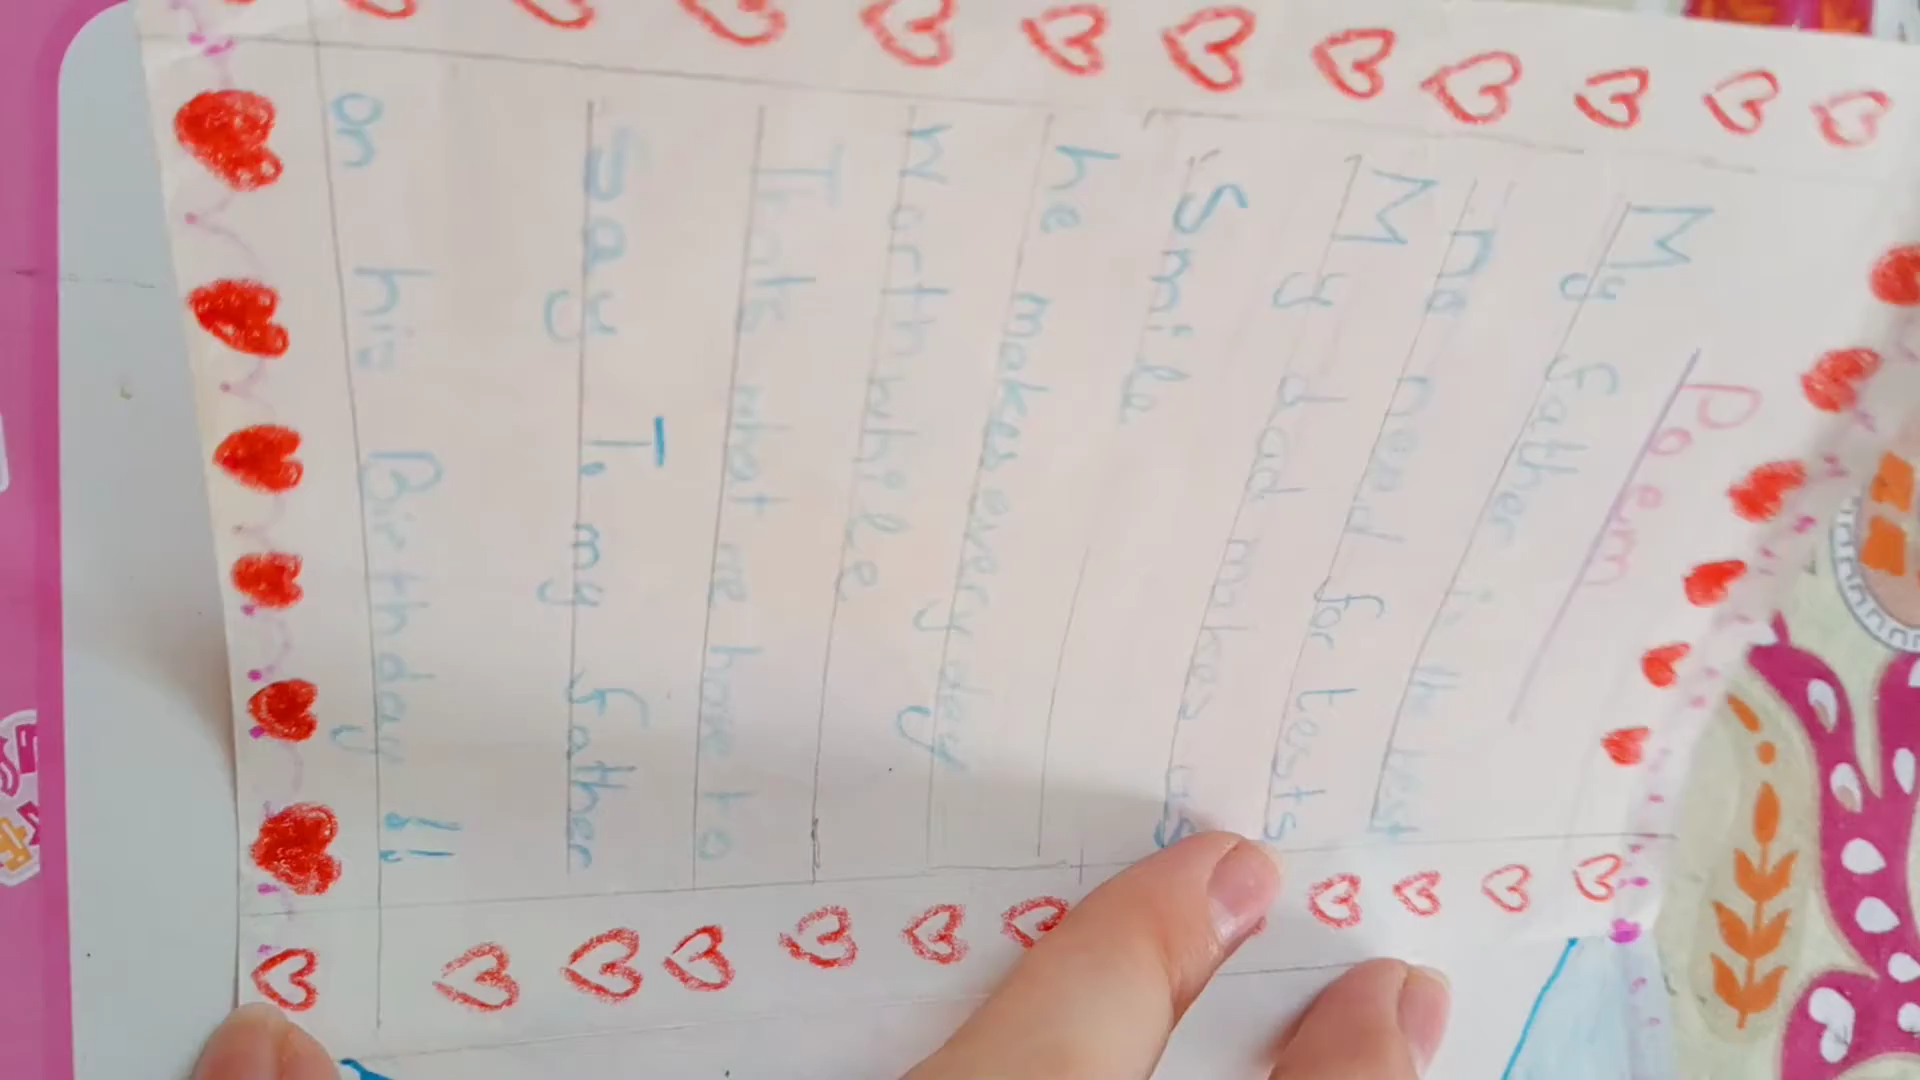 Poem
My father is the best
no need for tests
My dad makes us
Smile
he makes every day
Worthwhile
Thats what we have to
say To my father
on his Birthday !!